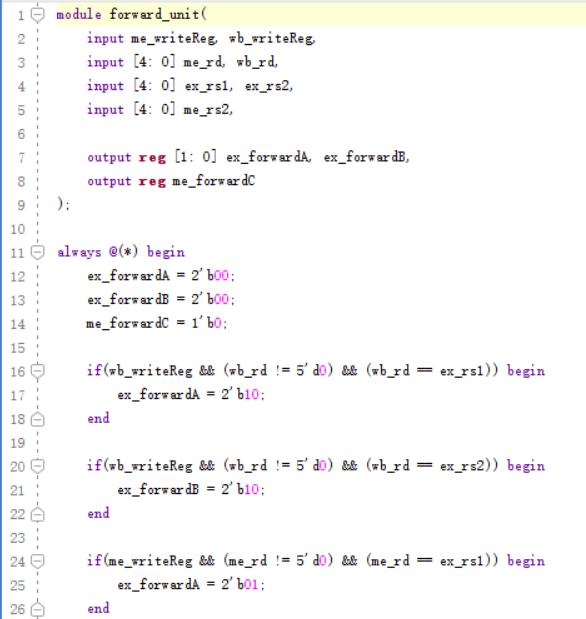 1 module forward_unit(
2 input me_writeReg, wb_writeReg,
3 input [4: 0] me_rd, wb_rd,
4 input [4: 0] ex_rs1, ex_rs2,
5 input [4: 0] me_rs2,
6
7 output reg [1: 0] ex_forwardA, ex_forwardB,
8 output reg me_forwardC
9 );
10
11 always @(*) begin
12 ex_forwardA = 2'b00;
13 ex_forwardB = 2'b00;
14 me_forwardC = 1'b0;
15
16 if(wb_writeReg && (wb_rd != 5'd0) && (wb_rd == ex_rs1)) begin
17 ex_forwardA = 2'b10;
18 end
19
20 if(wb_writeReg && (wb_rd != 5'd0) && (wb_rd == ex_rs2)) begin
21 ex_forwardB = 2'b10;
22 end
23
24 if(me_writeReg && (me_rd != 5'd0) && (me_rd == ex_rs1)) begin
25 ex_forwardA = 2'b01;
26 end